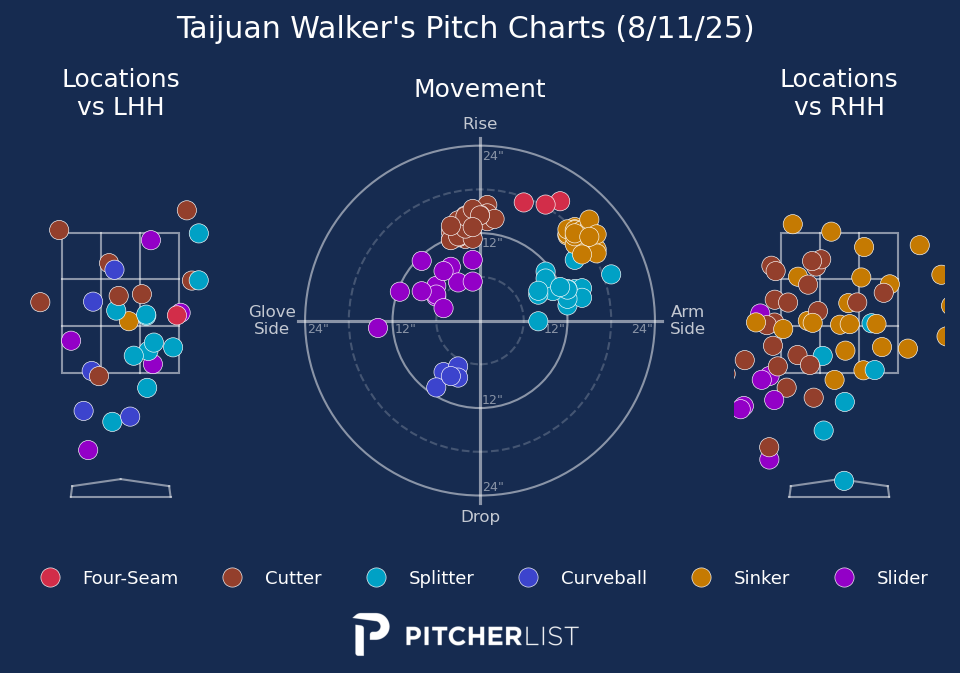 Taijuan Walker's Pitch Charts (8/11/25)
Locations
vs LHH
Movement
Locations
vs RHH
Rise
24"
12"
Glove
Side
24"
12"
12"
24"
Arm
Side
12"
24"
Drop
Four-Seam
Cutter
Splitter
Curveball
Sinker
Slider
PITCHERLIST